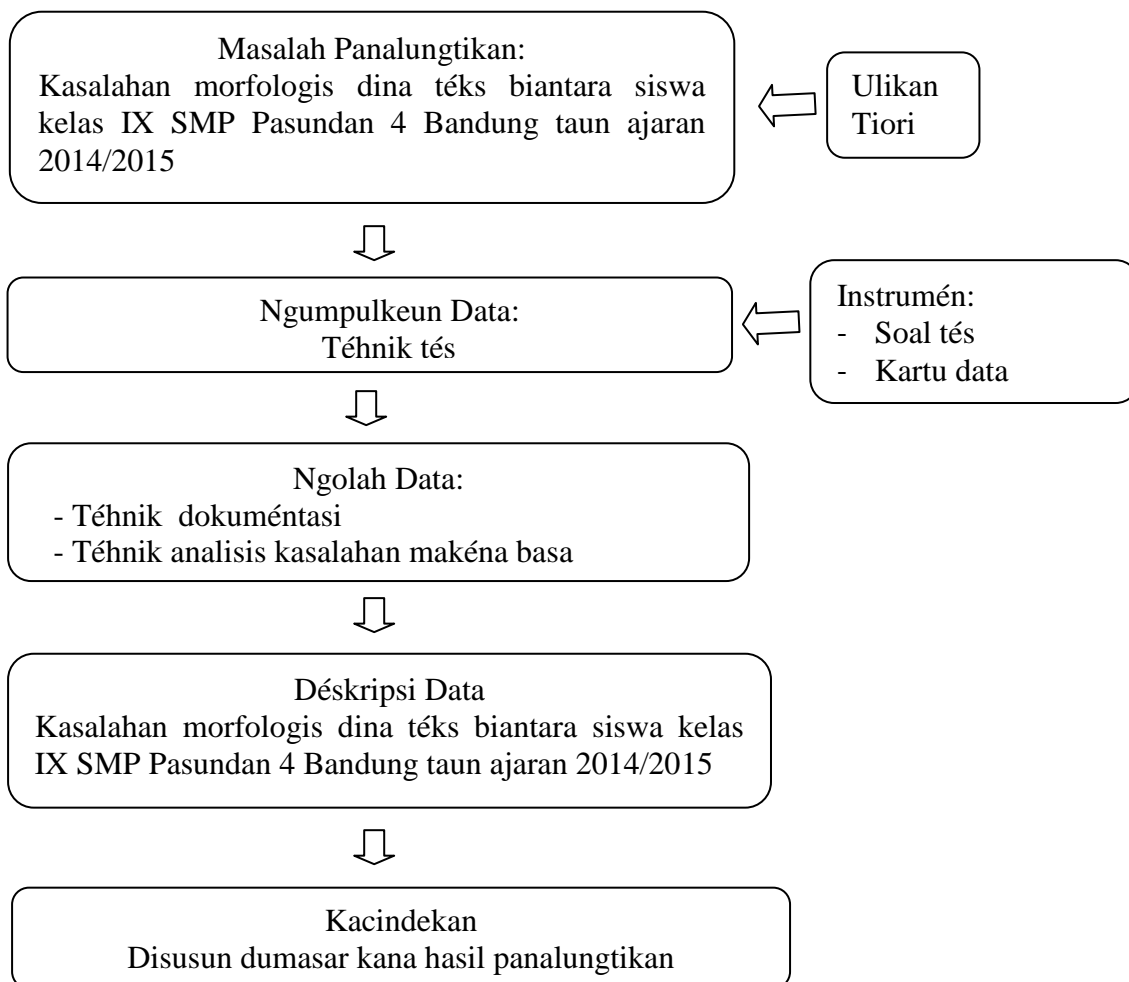 Masalah Panalungtikan:
Kasalahan morfologis dina téks biantara siswa
kelas IX SMP Pasundan 4 Bandung taun ajaran
2014/2015
Ulikan
Tiori
Ngumpulkeun Data:
Téhnik tés
Instrumén:
- Soal tés
- Kartu data
Ngolah Data:
- Téhnik dokuméntasi
- Téhnik analisis kasalahan makéna basa
Déskripsi Data
Kasalahan morfologis dina téks biantara siswa kelas
IX SMP Pasundan 4 Bandung taun ajaran 2014/2015
Kacindekan
Disusun dumasar kana hasil panalungtikan